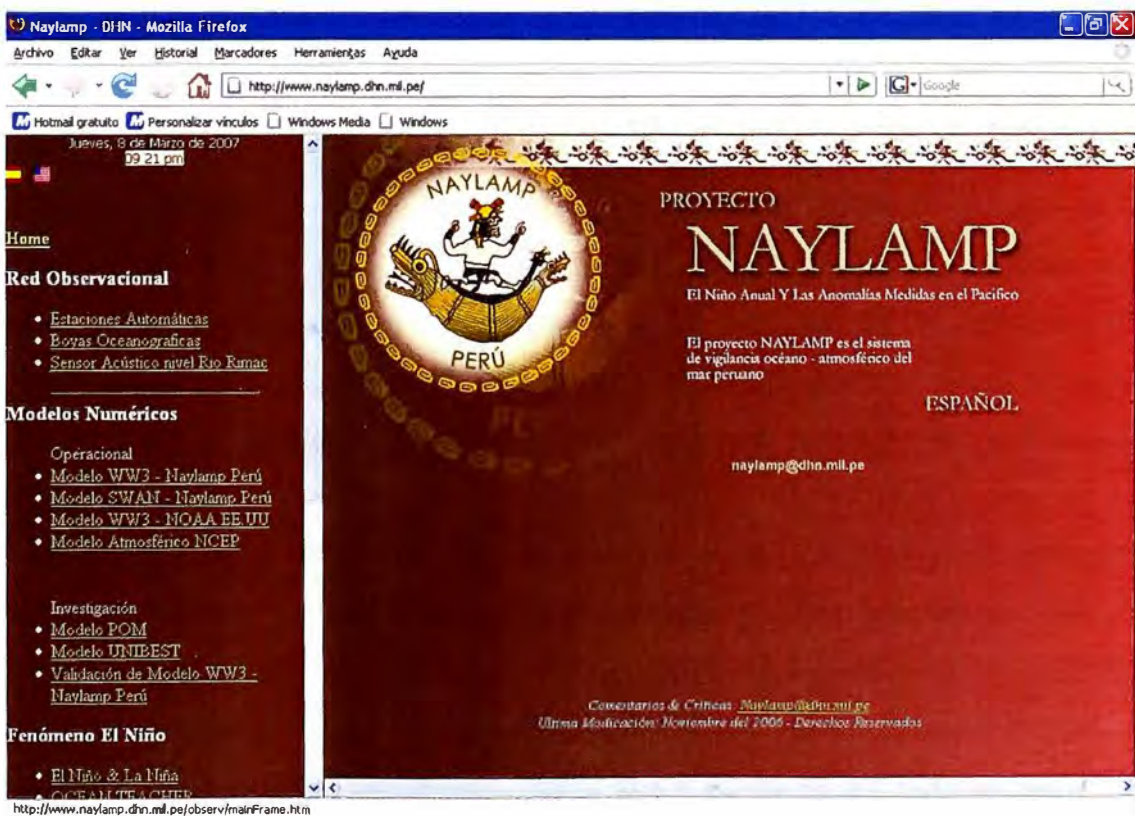 Naylamp - DHN - Mozilla Firefox
Archivo Editar Ver Historial Marcadores Herramientas Ayuda
http://www.naylamp.dhn.mil.pe/
Google
Hotmail gratuito Personalizar vínculos Windows Media Windows
Jueves, 8 de Marzo de 2007
09 21 pm
Home
Red Observacional
Estaciones Automáticas
Boyas Oceanograficas
Sensor Acústico nivel Rio Rimac
Modelos Numéricos
Operacional
Modelo WW3 - Naylamp Perú
Modelo SWAN - Naylamp Perú
Modelo WW3 - NOAA EE.UU
Modelo Atmosférico NCEP
Investigación
Modelo POM
Modelo UNIBEST
Validación de Modelo WW3 -
Naylamp Perú
Fenómeno El Niño
El Niño & La Niña
OCEAN TEACHER
NAYLAMP
PERÚ
PROYECTO
NAYLAMP
El Niño Anual Y Las Anomalías Medidas en el Pacifico
El proyecto NAYLAMP es el sistema
de vigilancia océano - atmosférico del
mar peruano
ESPAÑOL
naylamp@dhn.mil.pe
Comentarios & Criticas: Naylamp@dhn.mil.pe
Ultima Modificación: Noviembre del 2006 - Derechos Reservados
http://www.naylamp.dhn.mil.pe/observ/mainFrame.htm